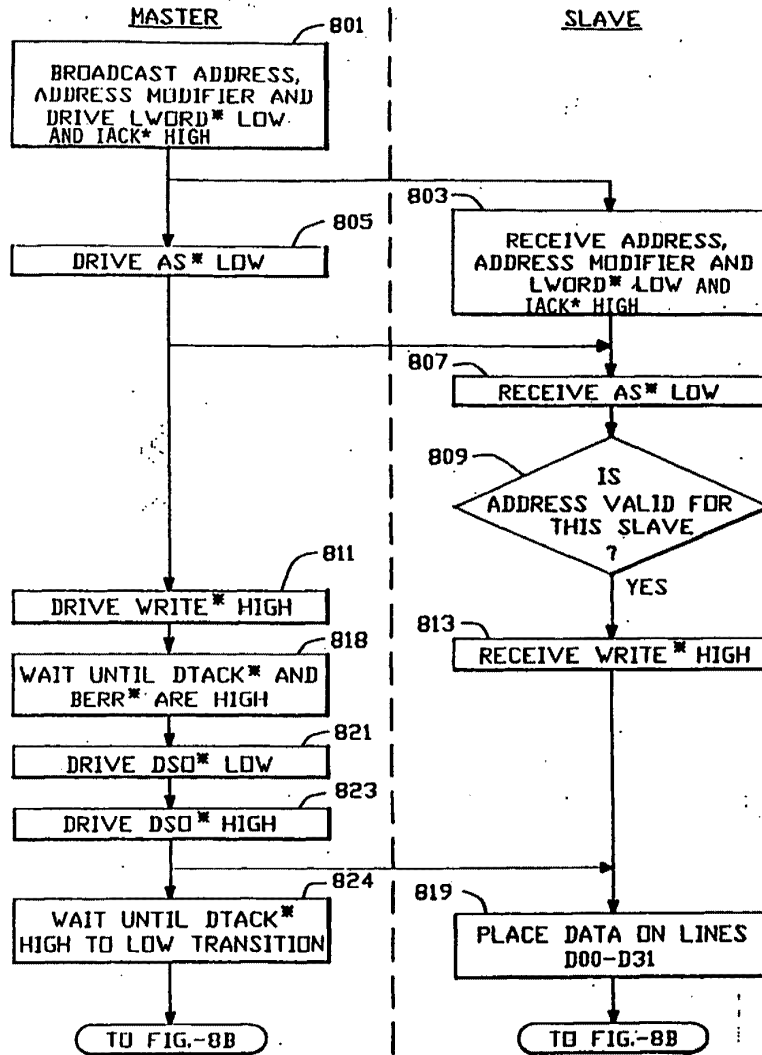 MASTER
SLAVE
801
BROADCAST ADDRESS,
ADDRESS MODIFIER AND
DRIVE LWORD* LOW
AND IACK* HIGH
803
RECEIVE ADDRESS,
ADDRESS MODIFIER AND
LWORD* LOW AND
IACK* HIGH
805
DRIVE AS* LOW
807
RECEIVE AS* LOW
809
IS
ADDRESS VALID FOR
THIS SLAVE
?
YES
811
DRIVE WRITE* HIGH
813
RECEIVE WRITE* HIGH
818
WAIT UNTIL DTACK* AND
BERR* ARE HIGH
821
DRIVE DS0* LOW
823
DRIVE DS0* HIGH
824
WAIT UNTIL DTACK*
HIGH TO LOW TRANSITION
819
PLACE DATA ON LINES
D00-D31
TO FIG.-8B
TO FIG.-8B